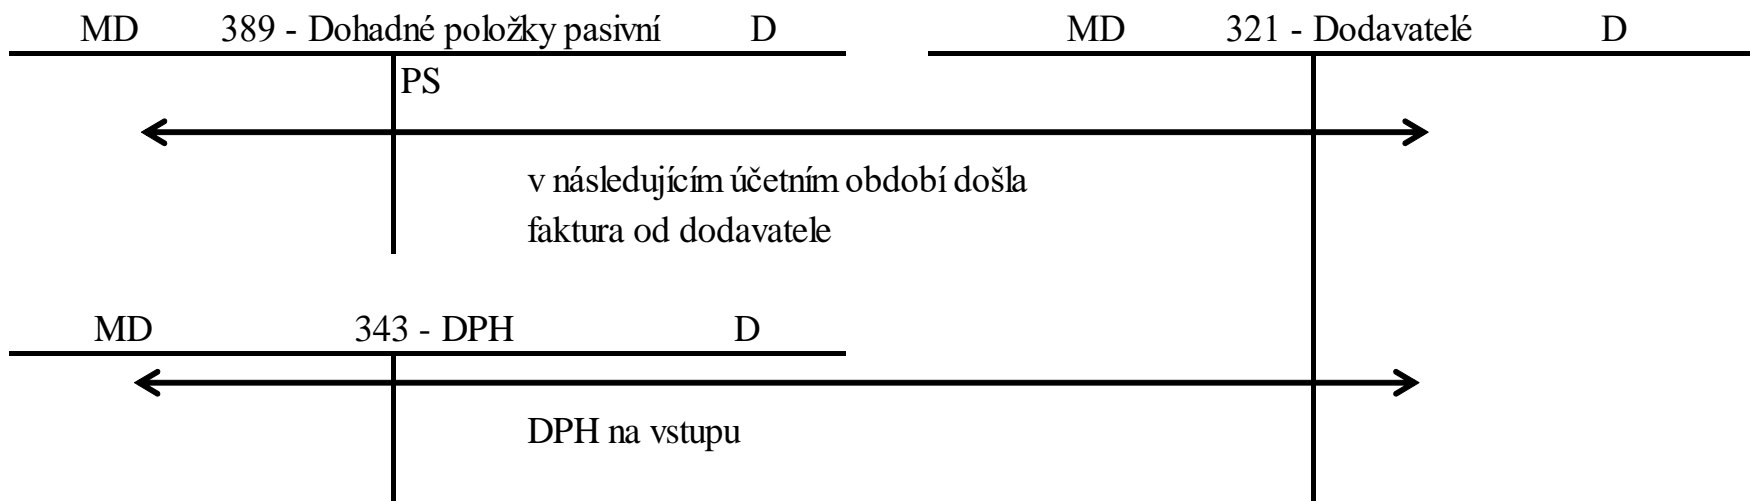 MD 389 - Dohadné položky pasivní D MD 321 - Dodavatelé D
PS
v následujícím účetním období došla
faktura od dodavatele
MD 343 - DPH D
DPH na vstupu